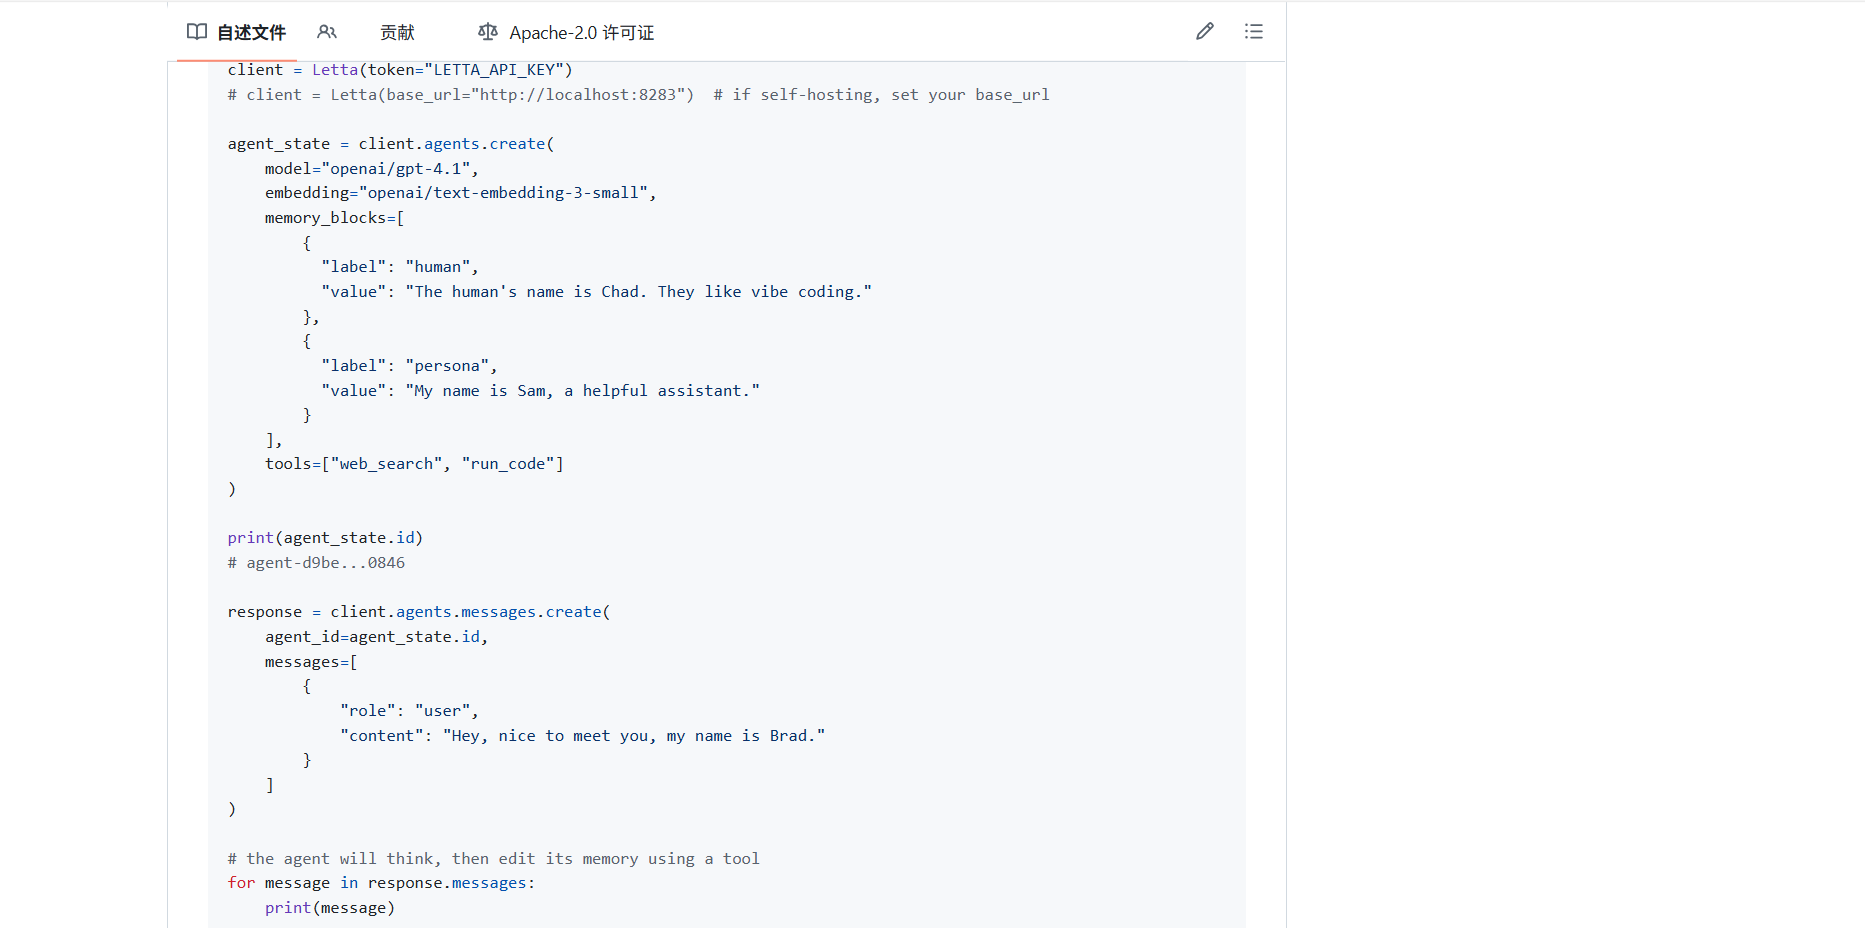 自述文件 贡献 Apache-2.0 许可证
client = Letta(token="LETTA_API_KEY")
# client = Letta(base_url="http://localhost:8283")  # if self-hosting, set your base_url
agent_state = client.agents.create(
    model="openai/gpt-4.1",
    embedding="openai/text-embedding-3-small",
    memory_blocks=[
        {
          "label": "human",
          "value": "The human's name is Chad. They like vibe coding."
        },
        {
          "label": "persona",
          "value": "My name is Sam, a helpful assistant."
        }
    ],
    tools=["web_search", "run_code"]
)
print(agent_state.id)
# agent-d9be...0846
response = client.agents.messages.create(
    agent_id=agent_state.id,
    messages=[
        {
            "role": "user",
            "content": "Hey, nice to meet you, my name is Brad."
        }
    ]
)
# the agent will think, then edit its memory using a tool
for message in response.messages:
    print(message)